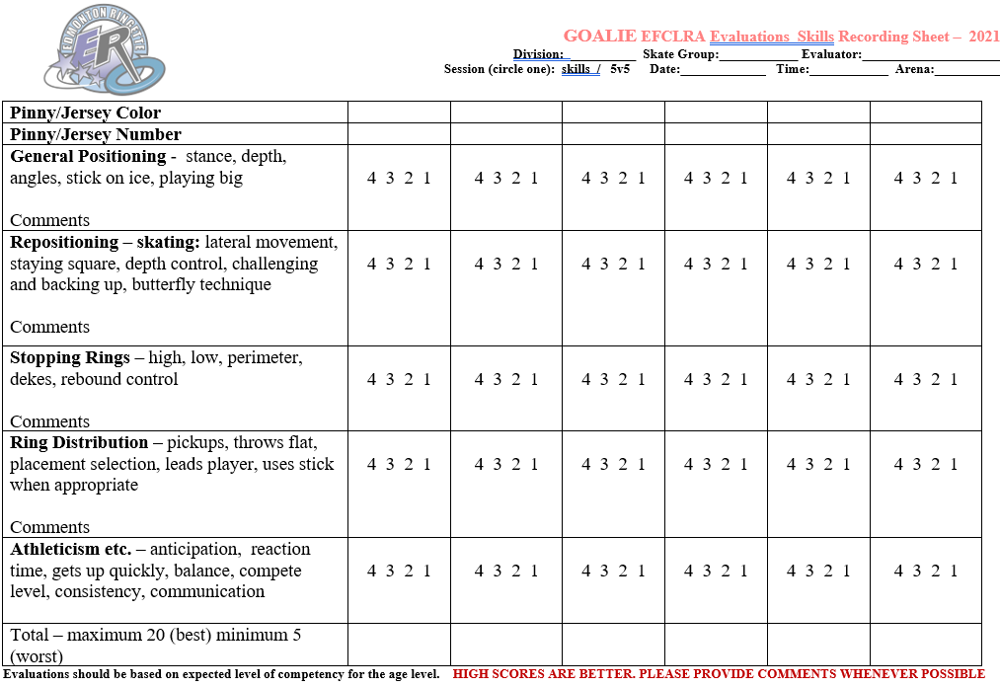 EDMONTON RINGETTE
ER
GOALIE EFCLRA Evaluations Skills Recording Sheet – 2021
Division:___________ Skate Group:____________ Evaluator:_____________________
Session (circle one): skills / 5v5 Date:_____________ Time:____________ Arena:__________
Pinny/Jersey Color
Pinny/Jersey Number
General Positioning - stance, depth,
angles, stick on ice, playing big
4 3 2 1 4 3 2 1 4 3 2 1 4 3 2 1 4 3 2 1 4 3 2 1
Comments
Repositioning – skating: lateral movement,
staying square, depth control, challenging
and backing up, butterfly technique
4 3 2 1 4 3 2 1 4 3 2 1 4 3 2 1 4 3 2 1 4 3 2 1
Comments
Stopping Rings – high, low, perimeter,
dekes, rebound control
4 3 2 1 4 3 2 1 4 3 2 1 4 3 2 1 4 3 2 1 4 3 2 1
Comments
Ring Distribution – pickups, throws flat,
placement selection, leads player, uses stick
when appropriate
4 3 2 1 4 3 2 1 4 3 2 1 4 3 2 1 4 3 2 1 4 3 2 1
Comments
Athleticism etc. – anticipation, reaction
time, gets up quickly, balance, compete
level, consistency, communication
4 3 2 1 4 3 2 1 4 3 2 1 4 3 2 1 4 3 2 1 4 3 2 1
Total – maximum 20 (best) minimum 5
(worst)
Evaluations should be based on expected level of competency for the age level. HIGH SCORES ARE BETTER. PLEASE PROVIDE COMMENTS WHENEVER POSSIBLE